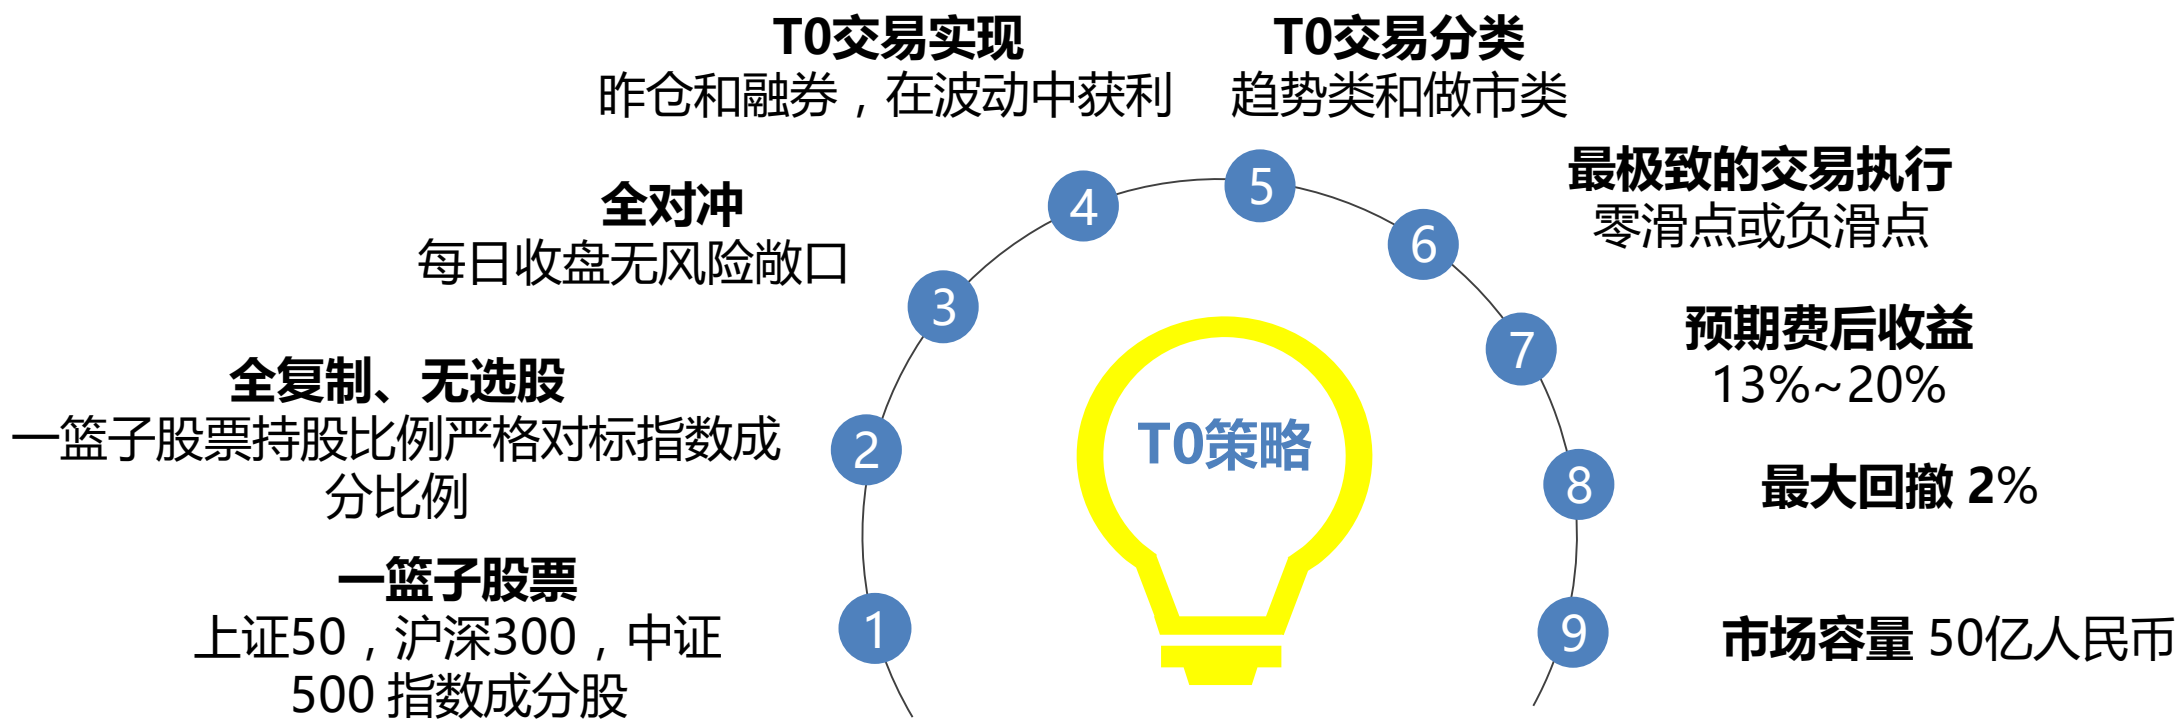 T0交易实现
昨仓和融券，在波动中获利
T0交易分类
趋势类和做市类
最极致的交易执行
零滑点或负滑点
全对冲
每日收盘无风险敞口
预期费后收益
13%~20%
全复制、无选股
一篮子股票持股比例严格对标指数成
分比例
最大回撤 2%
一篮子股票
上证50，沪深300，中证
500 指数成分股
市场容量 50亿人民币
T0策略
1
2
3
4
5
6
7
8
9